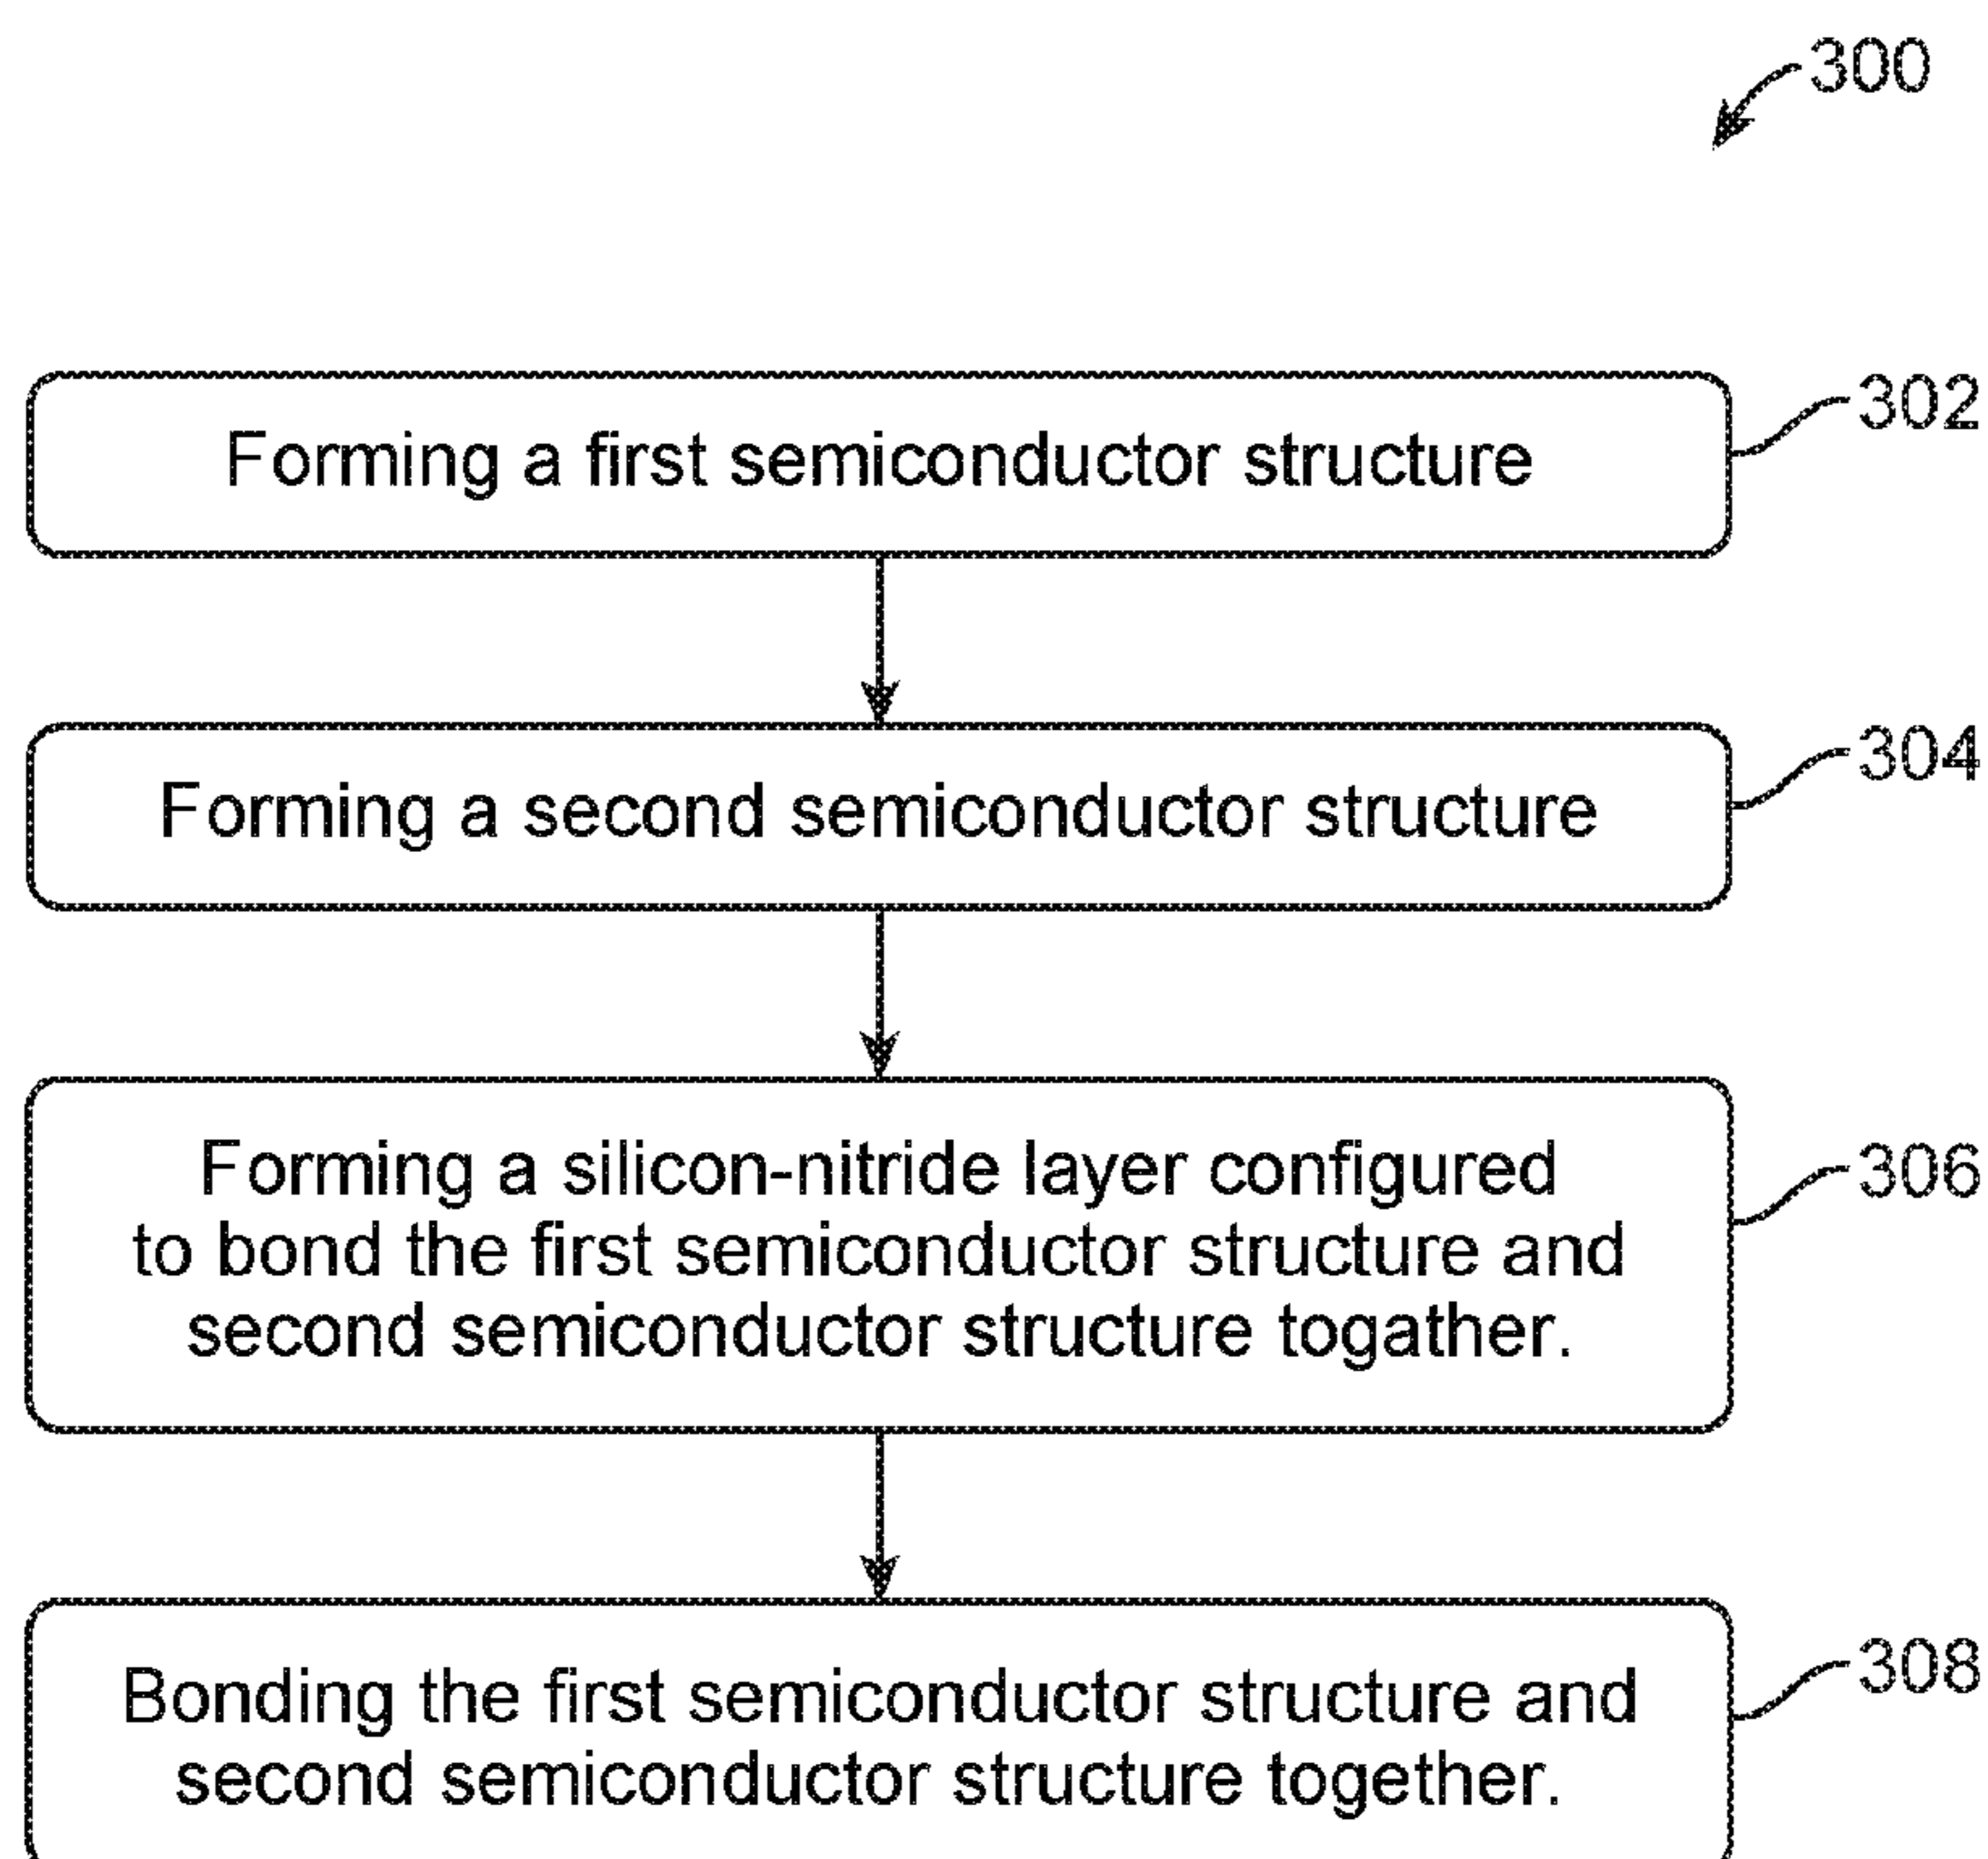 300
Forming a first semiconductor structure
302
Forming a second semiconductor structure
304
Forming a silicon-nitride layer configured
to bond the first semiconductor structure and
second semiconductor structure togather.
306
Bonding the first semiconductor structure and
second semiconductor structure together.
308